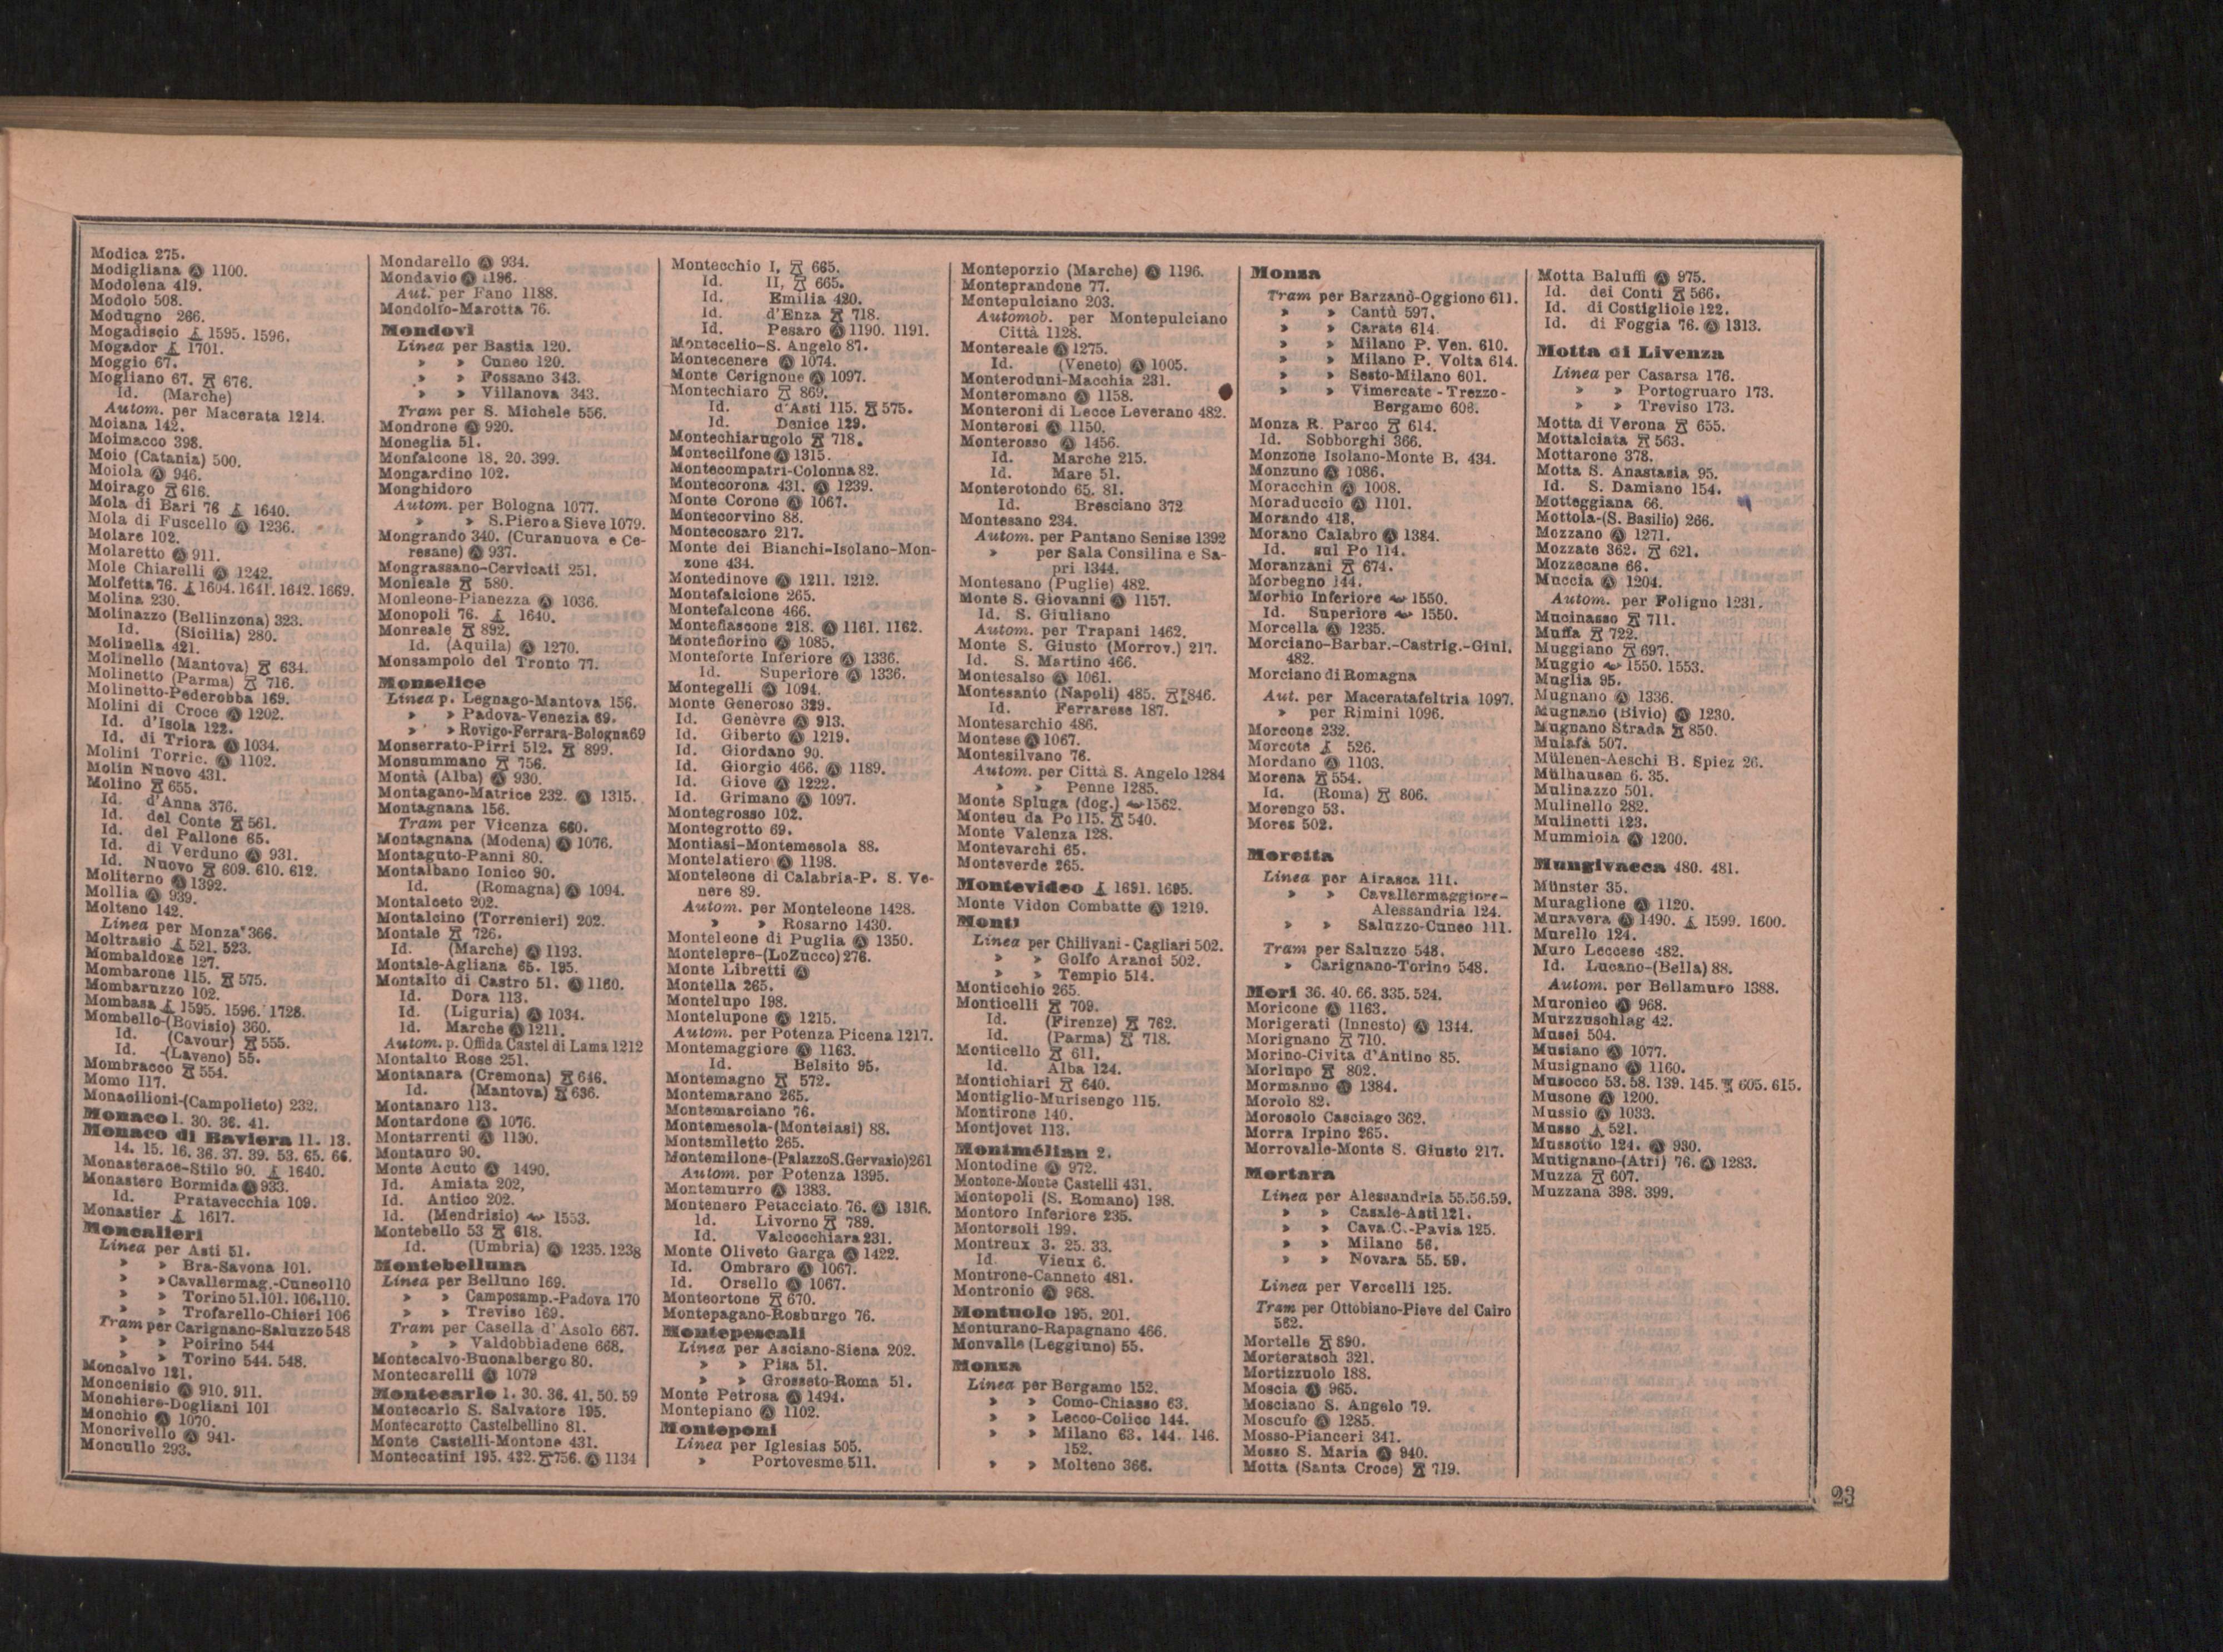 Modica 275.
Modigliana Ⓐ 1100.
Modolena 419.
Modolo 508.
Modugno 266.
Mogadiscio 1595. 1596.
Mogador 1701.
Moggio 67.
Mogliano 67. 676.
Id. (Marche)
Autom. per Macerata 1214.
Moiana 142.
Moimacco 398.
Moio (Catania) 500.
Moiola Ⓐ 946.
Moirago 616.
Mola di Bari 76 1640.
Mola di Fuscello Ⓐ 1236.
Molare 102.
Molaretto Ⓐ 911.
Mole Chiarelli Ⓐ 1242.
Molfetta 76. 1604. 1641. 1642. 1669.
Molina 230.
Molinazzo (Bellinzona) 323.
Id. (Sicilia) 280.
Molinella 421.
Molinello (Mantova) 634.
Molinetto (Parma) 716.
Molinetto-Pederobba 169.
Molini di Croce Ⓐ 1202.
Id. d'Isola 122.
Id. di Triora Ⓐ 1034.
Molini Torric. Ⓐ 1102.
Molin Nuovo 431.
Molino 655.
Id. d'Anna 376.
Id. del Conte 561.
Id. del Pallone 65.
Id. di Verduno Ⓐ 931.
Id. Nuovo 609. 610. 612.
Moliterno Ⓐ 1392.
Mollia Ⓐ 939.
Molteno 142.
Linea per Monza 366.
Moltrasio 521. 523.
Mombaldone 127.
Mombarone 115. 575.
Mombaruzzo 102.
Mombasa 1595. 1596. 1728.
Mombello-(Bovisio) 360.
Id. (Cavour) 555.
Id. -(Laveno) 55.
Mombracco 554.
Momo 117.
Monacilioni-(Campolieto) 232.
Monaco 1. 30. 36. 41.
Monaco di Baviera 11. 13.
14. 15. 16. 36. 37. 39. 53. 65. 66.
Monasterace-Stilo 90. 1640.
Monastero Bormida Ⓐ 933.
Id. Pratavecchia 109.
Monastier 1617.
Moncalieri
Linea per Asti 51.
» » Bra-Savona 101.
» » Cavallermag.-Cuneo 110
» » Torino 51. 101. 106. 110.
» » Trofarello-Chieri 106
Tram per Carignano-Saluzzo 548
» » Poirino 544
» » Torino 544. 548.
Moncalvo 121.
Moncenisio Ⓐ 910. 911.
Monchiero-Dogliani 101
Monchio Ⓐ 1070.
Moncrivello Ⓐ 941.
Moncullo 293.
Mondarello Ⓐ 934.
Mondavio Ⓐ 1196.
Aut. per Fano 1188.
Mondolfo-Marotta 76.
Mondovì
Linea per Bastia 120.
» » Cuneo 120.
» » Fossano 343.
» » Villanova 343.
Tram per S. Michele 556.
Mondrone Ⓐ 920.
Moneglia 51.
Monfalcone 18. 20. 399.
Mongardino 102.
Monghidoro
Autom. per Bologna 1077.
» » S. Piero a Sieve 1079.
Mongrando 340. (Curanuova e Ce-
resane) Ⓐ 937.
Mongrassano-Cervicati 251.
Monleale 580.
Monleone-Pianezza Ⓐ 1036.
Monopoli 76. 1640.
Monreale 892.
Id. (Aquila) Ⓐ 1270.
Monsampolo del Tronto 77.
Monselice
Linea p. Legnago-Mantova 156.
» » Padova-Venezia 69.
» » Rovigo-Ferrara-Bologna 69
Monserrato-Pirri 512. 899.
Monsummano 756.
Montà (Alba) Ⓐ 930.
Montagano-Matrice 232. Ⓐ 1315.
Montagnana 156.
Tram per Vicenza 660.
Montagnana (Modena) Ⓐ 1076.
Montaguto-Panni 80.
Montalbano Ionico 90.
Id. (Romagna) Ⓐ 1094.
Montalceto 202.
Montalcino (Torrenieri) 202.
Montale 726.
Id. (Marche) Ⓐ 1193.
Montale-Agliana 65. 195.
Montalto di Castro 51. Ⓐ 1160.
Id. Dora 113.
Id. (Liguria) Ⓐ 1034.
Id. Marche Ⓐ 1211.
Autom. p. Offida Castel di Lama 1212
Montalto Rose 251.
Montanara (Cremona) 646.
Id. (Mantova) 636.
Montanaro 113.
Montardone Ⓐ 1076.
Montarrenti Ⓐ 1130.
Montauro 90.
Monte Acuto Ⓐ 1490.
Id. Amiata 202,
Id. Antico 202.
Id. (Mendrisio) 1553.
Montebello 53 618.
Id. (Umbria) Ⓐ 1235. 1238
Montebelluna
Linea per Belluno 169.
» » Camposamp.-Padova 170
» » Treviso 169.
Tram per Casella d'Asolo 667.
» » Valdobbiadene 668.
Montecalvo-Buonalbergo 80.
Montecarelli Ⓐ 1079
Montecarlo 1. 30. 36. 41. 50. 59
Montecarlo S. Salvatore 195.
Montecarotto Castelbellino 81.
Monte Castelli-Montone 431.
Montecatini 195. 422. 756. Ⓐ 1134
Montecchio I, 665.
Id. II, 665.
Id. Emilia 420.
Id. d'Enza 718.
Id. Pesaro Ⓐ 1190. 1191.
Montecelio-S. Angelo 87.
Montecenere Ⓐ 1074.
Monte Cerignone Ⓐ 1097.
Montechiaro 869.
Id. d'Asti 115. 575.
Id. Denice 129.
Montechiarugolo 718.
Montecilfone Ⓐ 1315.
Montecompatri-Colonna 82.
Montecorona 431. Ⓐ 1239.
Monte Corone Ⓐ 1067.
Montecorvino 88.
Montecosaro 217.
Monte dei Bianchi-Isolano-Mon-
zone 434.
Montedinove Ⓐ 1211. 1212.
Montefalcione 265.
Montefalcone 466.
Montefiascone 218. Ⓐ 1161. 1162.
Montefiorino Ⓐ 1085.
Monteforte Inferiore Ⓐ 1336.
Id. Superiore Ⓐ 1336.
Montegelli Ⓐ 1094.
Monte Generoso 329.
Id. Genèvre Ⓐ 913.
Id. Giberto Ⓐ 1219.
Id. Giordano 90.
Id. Giorgio 466. Ⓐ 1189.
Id. Giove Ⓐ 1222.
Id. Grimano Ⓐ 1097.
Montegrosso 102.
Montegrotto 69.
Montiasi-Montemesola 88.
Montelatiero Ⓐ 1198.
Monteleone di Calabria-P. S. Ve-
nere 89.
Autom. per Monteleone 1428.
» » Rosarno 1430.
Monteleone di Puglia Ⓐ 1350.
Montelepre-(Lo Zucco) 276.
Monte Libretti Ⓐ
Montella 265.
Montelupo 198.
Montelupone Ⓐ 1215.
Autom. per Potenza Picena 1217.
Montemaggiore Ⓐ 1163.
Id. Belsito 95.
Montemagno 572.
Montemarano 265.
Montemarciano 76.
Montemesola-(Monteiasi) 88.
Montemiletto 265.
Montemilone-(Palazzo S. Gervasio) 261
Autom. per Potenza 1395.
Montemurro Ⓐ 1383.
Montenero Petacciato 76. Ⓐ 1316.
Id. Livorno 789.
Id. Valcocchiara 231.
Monte Oliveto Garga Ⓐ 1422.
Id. Ombraro Ⓐ 1067.
Id. Orsello Ⓐ 1067.
Monteortone 670.
Montepagano-Rosburgo 76.
Montepescali
Linea per Asciano-Siena 202.
» » Pisa 51.
» » Grosseto-Roma 51.
Monte Petrosa Ⓐ 1494.
Montepiano Ⓐ 1102.
Monteponi
Linea per Iglesias 505.
» Portovesme 511.
Monteporzio (Marche) Ⓐ 1196.
Monteprandone 77.
Montepulciano 203.
Automob. per Montepulciano
Città 1128.
Montereale Ⓐ 1275.
Id. (Veneto) Ⓐ 1005.
Monteroduni-Macchia 231.
Monteromano Ⓐ 1158.
Monteroni di Lecce Leverano 482.
Monterosi Ⓐ 1150.
Monterosso Ⓐ 1456.
Id. Marche 215.
Id. Mare 51.
Monterotondo 65. 81.
Id. Bresciano 372
Montesano 234.
Autom. per Pantano Senise 1392
» per Sala Consilina e Sa-
pri 1344.
Montesano (Puglie) 482.
Monte S. Giovanni Ⓐ 1157.
Id. S. Giuliano
Autom. per Trapani 1462.
Monte S. Giusto (Morrov.) 217.
Id. S. Martino 466.
Montesalso Ⓐ 1061.
Montesanto (Napoli) 485. 846.
Id. Ferrarese 187.
Montesarchio 486.
Montese Ⓐ 1067.
Montesilvano 76.
Autom. per Città S. Angelo 1284
» » Penne 1285.
Monte Spluga (dog.) 1562.
Monteu da Po 115. 540.
Monte Valenza 128.
Montevarchi 65.
Monteverde 265.
Montevideo 1691. 1695.
Monte Vidon Combatte Ⓐ 1219.
Monti
Linea per Chilivani-Cagliari 502.
» » Golfo Aranci 502.
» » Tempio 514.
Monticchio 265.
Monticelli 709.
Id. (Firenze) 762.
Id. (Parma) 718.
Monticello 611.
Id. Alba 124.
Montichiari 640.
Montiglio-Murisengo 115.
Montirone 140.
Montjovet 113.
Montmélian 2.
Montodine Ⓐ 972.
Montone-Monte Castelli 431.
Montopoli (S. Romano) 198.
Montoro Inferiore 235.
Montorsoli 199.
Montreux 3. 25. 33.
Id. Vieux 6.
Montrone-Canneto 481.
Montronio Ⓐ 968.
Montuolo 195. 201.
Monturano-Rapagnano 466.
Monvalle (Leggiuno) 55.
Monza
Linea per Bergamo 152.
» » Como-Chiasso 63.
» » Lecco-Colico 144.
» » Milano 63. 144. 146.
152.
» » Molteno 366.
Monza
Tram per Barzanò-Oggiono 611.
» » Cantù 597.
» » Carate 614.
» » Milano P. Ven. 610.
» » Milano P. Volta 614.
» » Sesto-Milano 601.
» » Vimercate-Trezzo-
Bergamo 608.
Monza R. Parco 614.
Id. Sobborghi 366.
Monzone Isolano-Monte B. 434.
Monzuno Ⓐ 1086.
Moracchin Ⓐ 1008.
Moraduccio Ⓐ 1101.
Morando 418.
Morano Calabro Ⓐ 1384.
Id. sul Po 114.
Moranzani 674.
Morbegno 144.
Morbio Inferiore 1550.
Id. Superiore 1550.
Morcella Ⓐ 1235.
Morciano-Barbar.-Castrig.-Giul.
482.
Morciano di Romagna
Aut. per Maceratafeltria 1097.
» per Rimini 1096.
Morcone 232.
Morcote 526.
Mordano Ⓐ 1103.
Morena 554.
Id. (Roma) 806.
Morengo 53.
Mores 502.
Moretta
Linea per Airasca 111.
» » Cavallermaggiore-
Alessandria 124.
» » Saluzzo-Cuneo 111.
Tram per Saluzzo 548.
» Carignano-Torino 548.
Mori 36. 40. 66. 335. 524.
Moricone Ⓐ 1163.
Morigerati (Innesto) Ⓐ 1344.
Morignano 710.
Morino-Civita d'Antino 85.
Morlupo 802.
Mormanno Ⓐ 1384.
Morolo 82.
Morosolo Casciago 362.
Morra Irpino 265.
Morrovalle-Monte S. Giusto 217.
Mortara
Linea per Alessandria 55. 56. 59.
» » Casale-Asti 121.
» » Cava C.-Pavia 125.
» » Milano 56.
» » Novara 55. 59.
Linea per Vercelli 125.
Tram per Ottobiano-Pieve del Cairo
562.
Mortelle 890.
Morteratsch 321.
Mortizzuolo 188.
Moscia Ⓐ 965.
Mosciano S. Angelo 79.
Moscufo Ⓐ 1285.
Mosso-Pianceri 341.
Mosso S. Maria Ⓐ 940.
Motta (Santa Croce) 719.
Motta Baluffi Ⓐ 975.
Id. dei Conti 566.
Id. di Costigliole 122.
Id. di Foggia 76. Ⓐ 1313.
Motta di Livenza
Linea per Casarsa 176.
» » Portogruaro 173.
» » Treviso 173.
Motta di Verona 655.
Mottalciata 563.
Mottarone 378.
Motta S. Anastasia 95.
Id. S. Damiano 154.
Motteggiana 66.
Mottola-(S. Basilio) 266.
Mozzano Ⓐ 1271.
Mozzate 362. 621.
Mozzecane 66.
Muccia Ⓐ 1204.
Autom. per Foligno 1231.
Mucinasso 711.
Muffa 722.
Muggiano 697.
Muggio 1550. 1553.
Muglia 95.
Mugnano Ⓐ 1336.
Mugnano (Bivio) Ⓐ 1230.
Mugnano Strada 850.
Mulafà 507.
Mülenen-Aeschi B. Spiez 26.
Mülhausen 6. 35.
Mulinazzo 501.
Mulinello 282.
Mulinetti 123.
Mummioia Ⓐ 1200.
Mungivacca 480. 481.
Münster 35.
Muraglione Ⓐ 1120.
Muravera Ⓐ 1490. 1599. 1600.
Murello 124.
Muro Leccese 482.
Id. Lucano-(Bella) 88.
Autom. per Bellamuro 1388.
Muronico Ⓐ 968.
Murzzuschlag 42.
Musei 504.
Musiano Ⓐ 1077.
Musignano Ⓐ 1160.
Musocco 53. 58. 139. 145. 605. 615.
Musone Ⓐ 1200.
Mussio Ⓐ 1033.
Musso 521.
Mussotto 124. Ⓐ 930.
Mutignano-(Atri) 76. Ⓐ 1283.
Muzza 607.
Muzzana 398. 399.
23